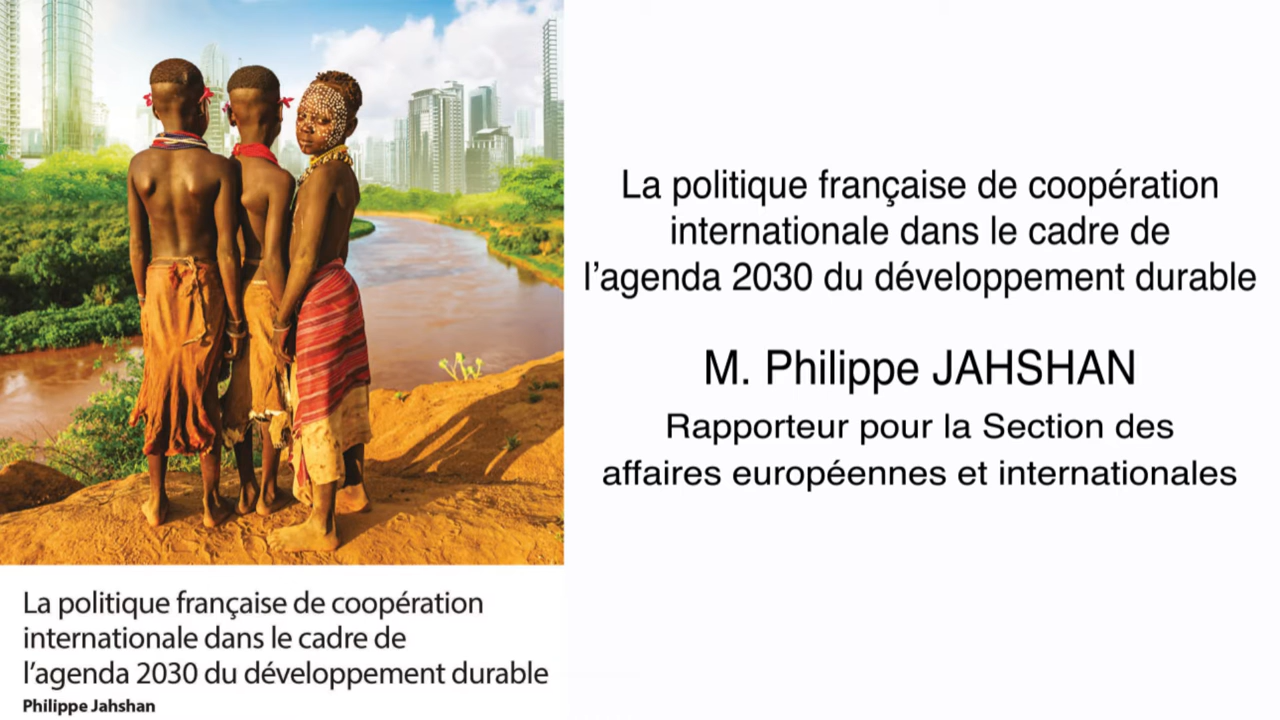 La politique française de coopération
internationale dans le cadre de
l’agenda 2030 du développement durable
Philippe Jahshan
La politique française de coopération
internationale dans le cadre de
l’agenda 2030 du développement durable
M. Philippe JAHSHAN
Rapporteur pour la Section des
affaires européennes et internationales